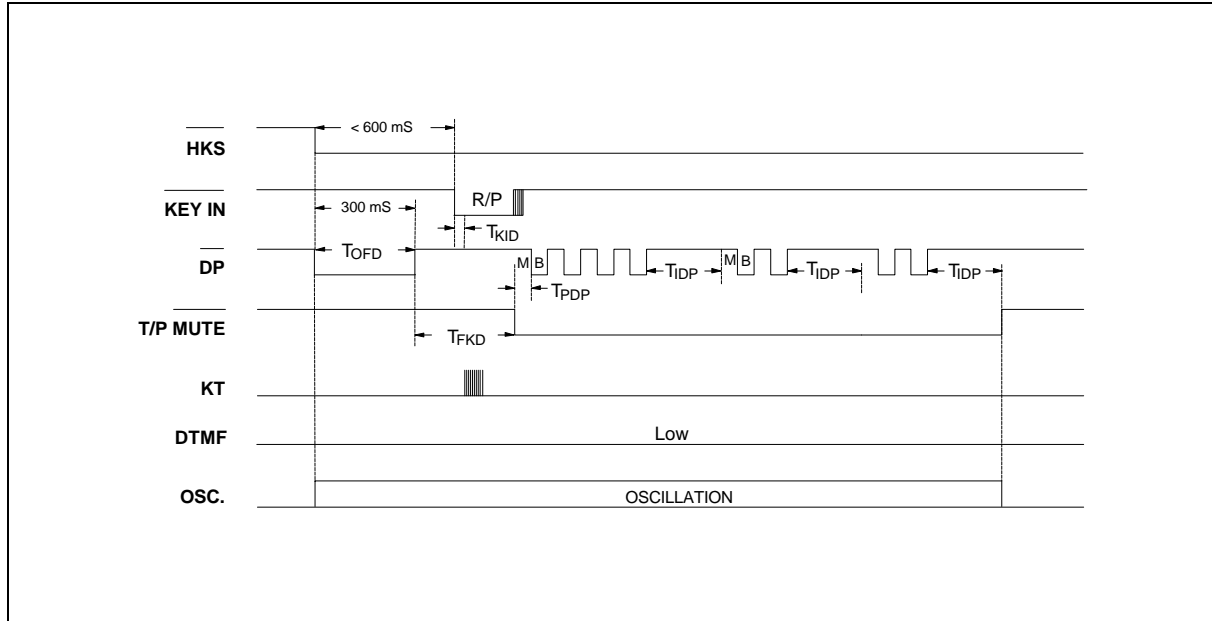 < 600 mS
HKS
KEY IN
R/P
300 mS
TKID
DP
TOFD
M B
TIDP
M B
TIDP
TIDP
TPDP
T/P MUTE
TFKD
KT
DTMF
Low
OSC.
OSCILLATION